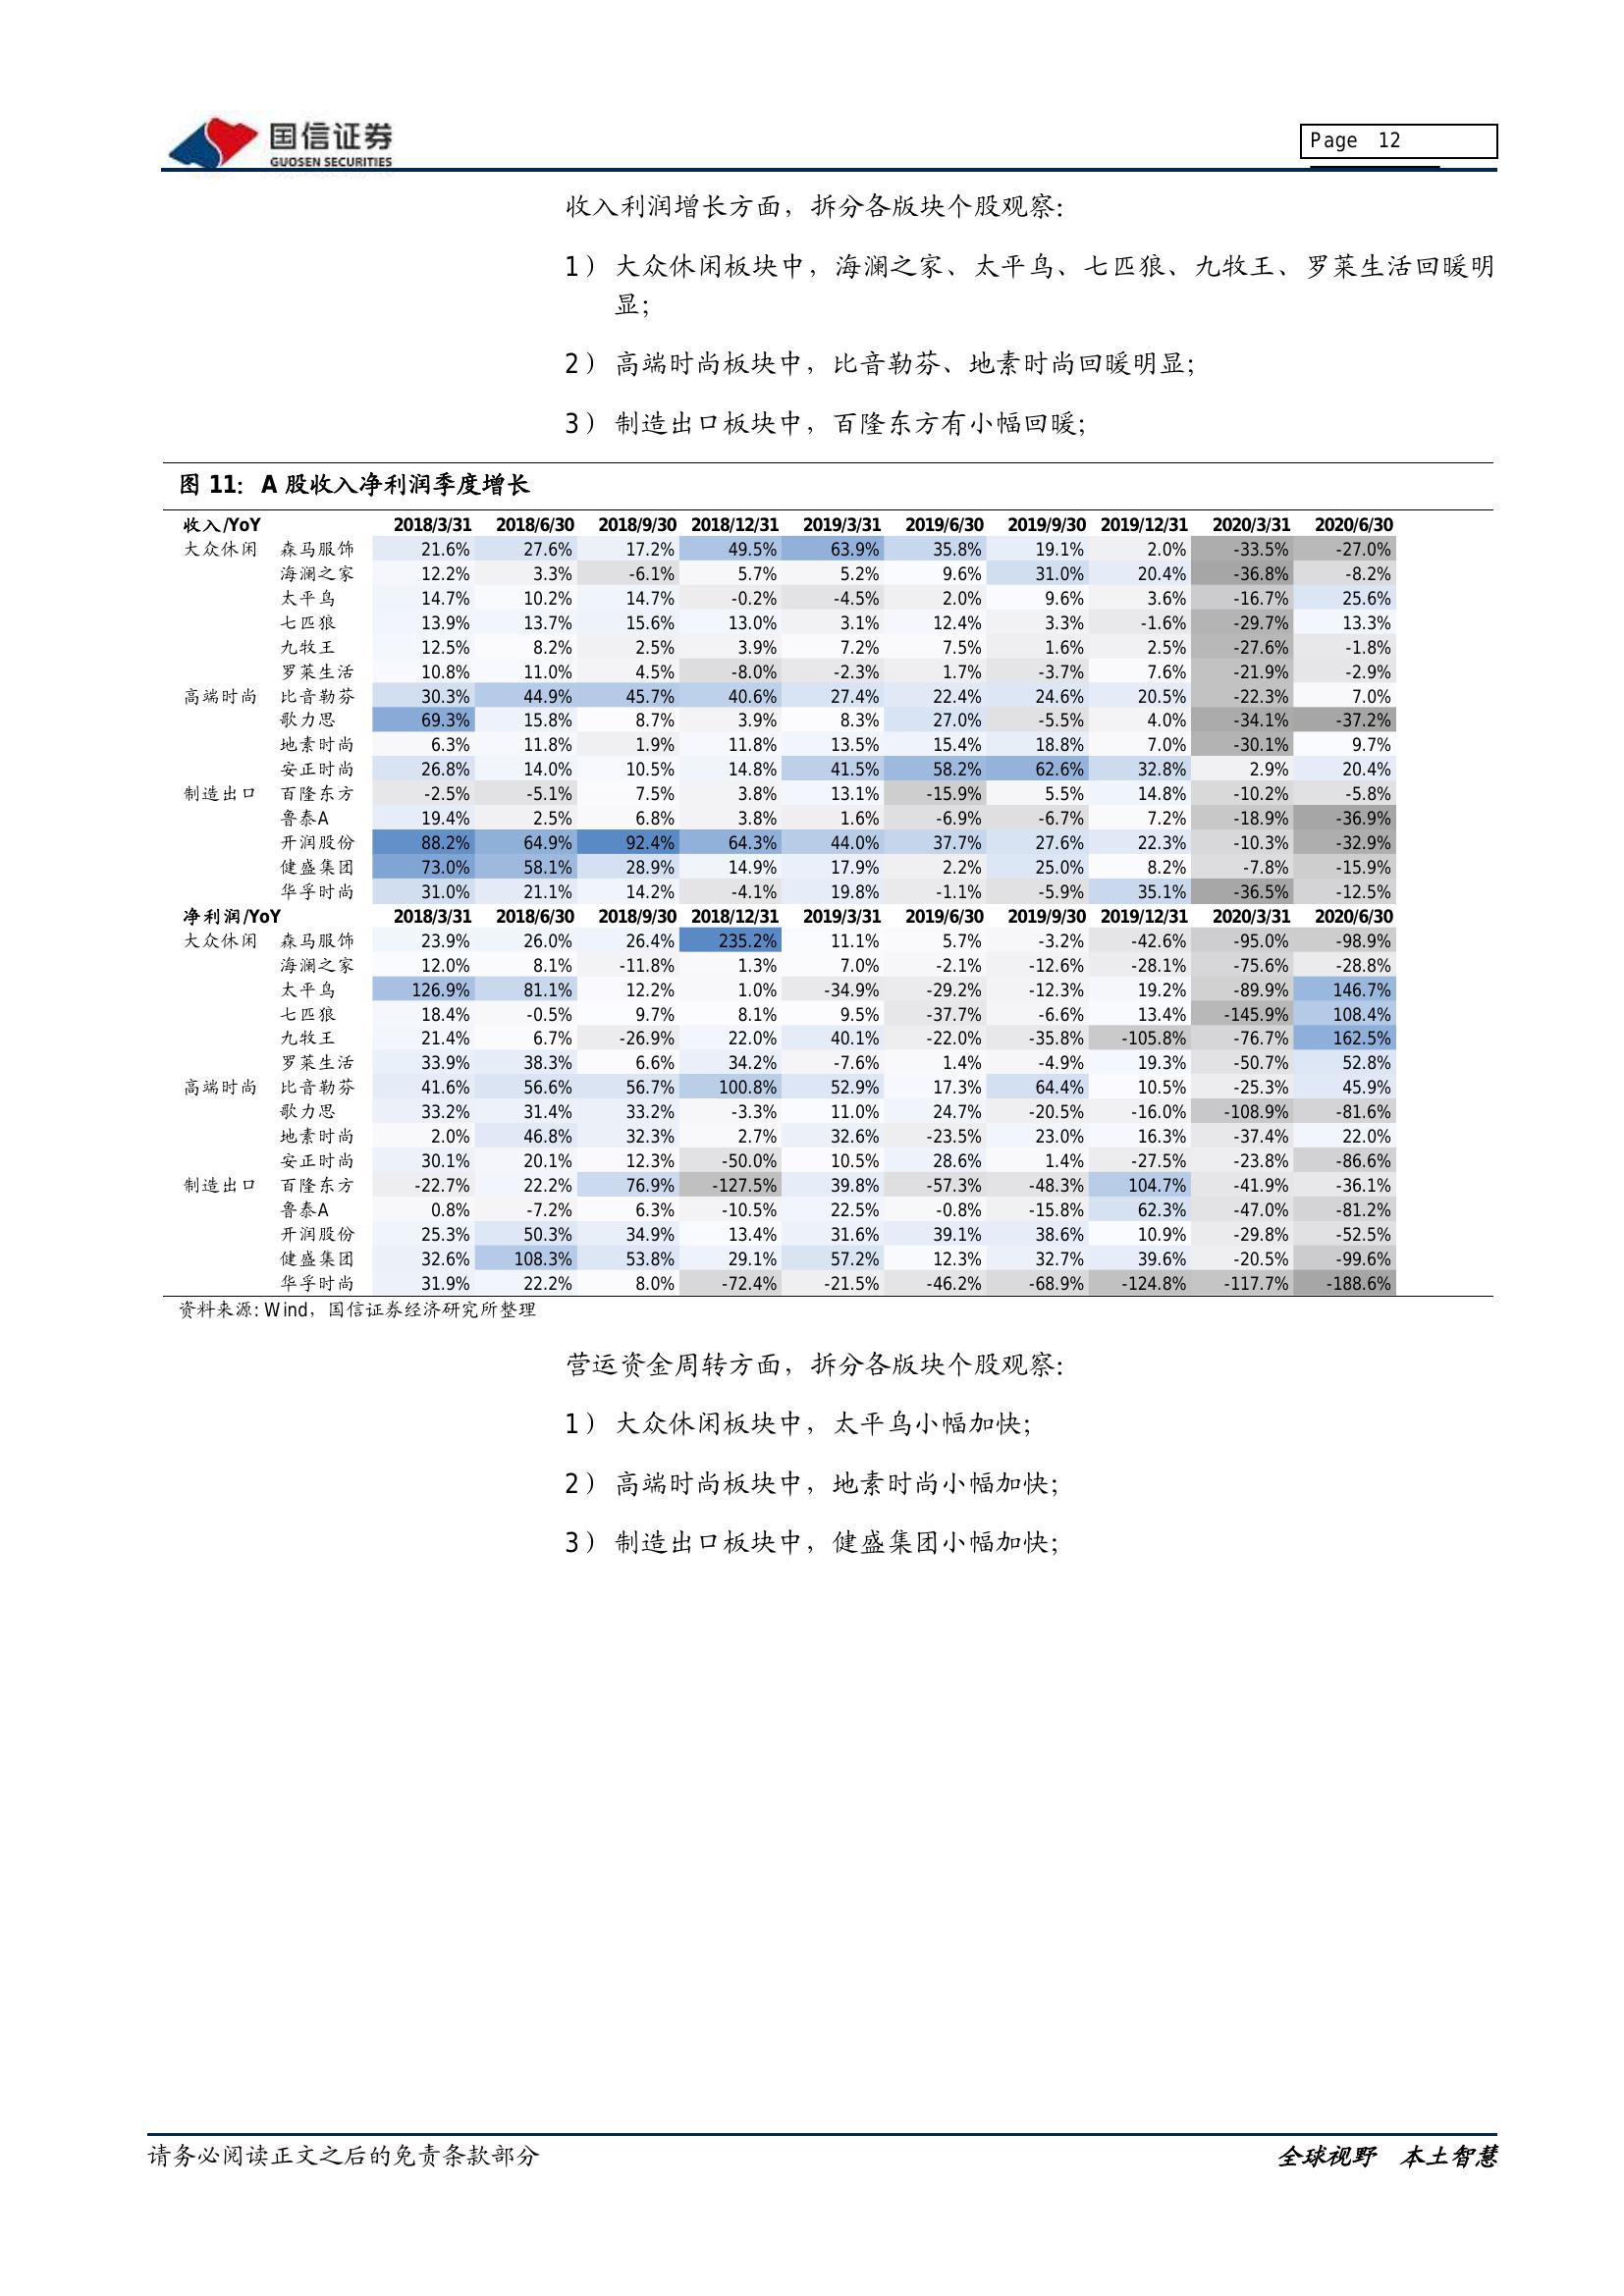 国信证券
GUOSEN SECURITIES
Page 12
收入利润增长方面，拆分各版块个股观察：
1） 大众休闲板块中，海澜之家、太平鸟、七匹狼、九牧王、罗莱生活回暖明
显；
2） 高端时尚板块中，比音勒芬、地素时尚回暖明显；
3） 制造出口板块中，百隆东方有小幅回暖；
图 11：A 股收入净利润季度增长
收入/YoY 2018/3/31 2018/6/30 2018/9/30 2018/12/31 2019/3/31 2019/6/30 2019/9/30 2019/12/31 2020/3/31 2020/6/30
大众休闲 森马服饰 21.6% 27.6% 17.2% 49.5% 63.9% 35.8% 19.1% 2.0% -33.5% -27.0%
海澜之家 12.2% 3.3% -6.1% 5.7% 5.2% 9.6% 31.0% 20.4% -36.8% -8.2%
太平鸟 14.7% 10.2% 14.7% -0.2% -4.5% 2.0% 9.6% 3.6% -16.7% 25.6%
七匹狼 13.9% 13.7% 15.6% 13.0% 3.1% 12.4% 3.3% -1.6% -29.7% 13.3%
九牧王 12.5% 8.2% 2.5% 3.9% 7.2% 7.5% 1.6% 2.5% -27.6% -1.8%
罗莱生活 10.8% 11.0% 4.5% -8.0% -2.3% 1.7% -3.7% 7.6% -21.9% -2.9%
高端时尚 比音勒芬 30.3% 44.9% 45.7% 40.6% 27.4% 22.4% 24.6% 20.5% -22.3% 7.0%
歌力思 69.3% 15.8% 8.7% 3.9% 8.3% 27.0% -5.5% 4.0% -34.1% -37.2%
地素时尚 6.3% 11.8% 1.9% 11.8% 13.5% 15.4% 18.8% 7.0% -30.1% 9.7%
安正时尚 26.8% 14.0% 10.5% 14.8% 41.5% 58.2% 62.6% 32.8% 2.9% 20.4%
制造出口 百隆东方 -2.5% -5.1% 7.5% 3.8% 13.1% -15.9% 5.5% 14.8% -10.2% -5.8%
鲁泰A 19.4% 2.5% 6.8% 3.8% 1.6% -6.9% -6.7% 7.2% -18.9% -36.9%
开润股份 88.2% 64.9% 92.4% 64.3% 44.0% 37.7% 27.6% 22.3% -10.3% -32.9%
健盛集团 73.0% 58.1% 28.9% 14.9% 17.9% 2.2% 25.0% 8.2% -7.8% -15.9%
华孚时尚 31.0% 21.1% 14.2% -4.1% 19.8% -1.1% -5.9% 35.1% -36.5% -12.5%
净利润/YoY 2018/3/31 2018/6/30 2018/9/30 2018/12/31 2019/3/31 2019/6/30 2019/9/30 2019/12/31 2020/3/31 2020/6/30
大众休闲 森马服饰 23.9% 26.0% 26.4% 235.2% 11.1% 5.7% -3.2% -42.6% -95.0% -98.9%
海澜之家 12.0% 8.1% -11.8% 1.3% 7.0% -2.1% -12.6% -28.1% -75.6% -28.8%
太平鸟 126.9% 81.1% 12.2% 1.0% -34.9% -29.2% -12.3% 19.2% -89.9% 146.7%
七匹狼 18.4% -0.5% 9.7% 8.1% 9.5% -37.7% -6.6% 13.4% -145.9% 108.4%
九牧王 21.4% 6.7% -26.9% 22.0% 40.1% -22.0% -35.8% -105.8% -76.7% 162.5%
罗莱生活 33.9% 38.3% 6.6% 34.2% -7.6% 1.4% -4.9% 19.3% -50.7% 52.8%
高端时尚 比音勒芬 41.6% 56.6% 56.7% 100.8% 52.9% 17.3% 64.4% 10.5% -25.3% 45.9%
歌力思 33.2% 31.4% 33.2% -3.3% 11.0% 24.7% -20.5% -16.0% -108.9% -81.6%
地素时尚 2.0% 46.8% 32.3% 2.7% 32.6% -23.5% 23.0% 16.3% -37.4% 22.0%
安正时尚 30.1% 20.1% 12.3% -50.0% 10.5% 28.6% 1.4% -27.5% -23.8% -86.6%
制造出口 百隆东方 -22.7% 22.2% 76.9% -127.5% 39.8% -57.3% -48.3% 104.7% -41.9% -36.1%
鲁泰A 0.8% -7.2% 6.3% -10.5% 22.5% -0.8% -15.8% 62.3% -47.0% -81.2%
开润股份 25.3% 50.3% 34.9% 13.4% 31.6% 39.1% 38.6% 10.9% -29.8% -52.5%
健盛集团 32.6% 108.3% 53.8% 29.1% 57.2% 12.3% 32.7% 39.6% -20.5% -99.6%
华孚时尚 31.9% 22.2% 8.0% -72.4% -21.5% -46.2% -68.9% -124.8% -117.7% -188.6%
资料来源: Wind，国信证券经济研究所整理
营运资金周转方面，拆分各版块个股观察：
1） 大众休闲板块中，太平鸟小幅加快；
2） 高端时尚板块中，地素时尚小幅加快；
3） 制造出口板块中，健盛集团小幅加快；
请务必阅读正文之后的免责条款部分
全球视野 本土智慧